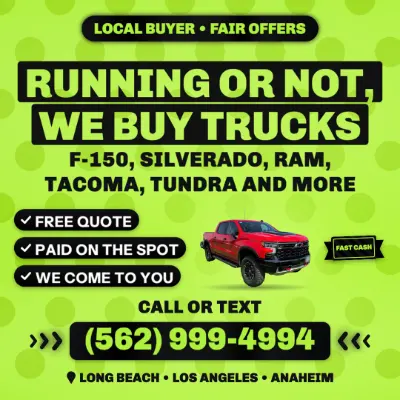 LOCAL BUYER • FAIR OFFERS
RUNNING OR NOT,
WE BUY TRUCKS
F-150, SILVERADO, RAM,
TACOMA, TUNDRA AND MORE
FREE QUOTE
PAID ON THE SPOT
WE COME TO YOU
FAST CASH
CALL OR TEXT
(562) 999-4994
LONG BEACH • LOS ANGELES • ANAHEIM